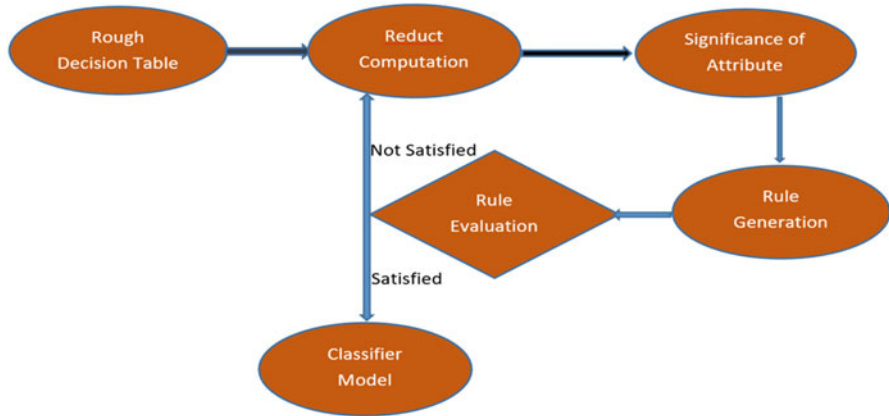 Rough
Decision Table
Reduct
Computation
Significance of
Attribute
Not Satisfied
Rule
Evaluation
Rule
Generation
Satisfied
Classifier
Model